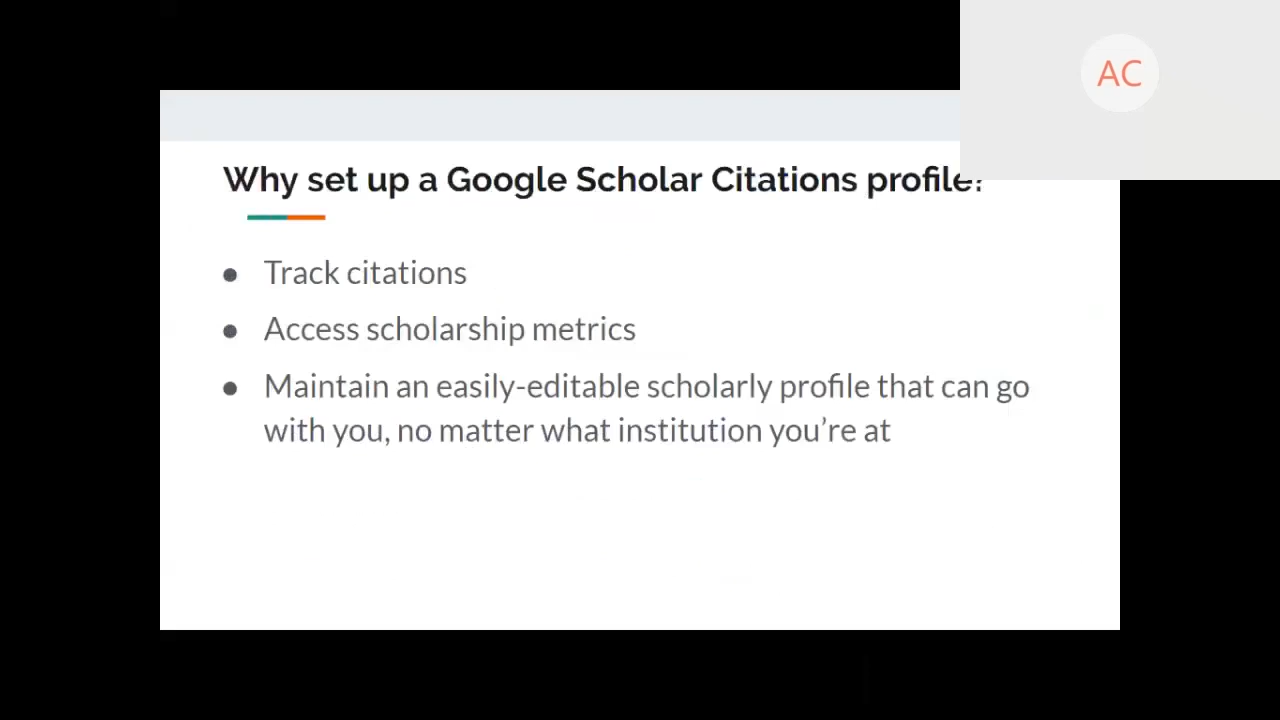 AC
Why set up a Google Scholar Citations profile?
● Track citations
● Access scholarship metrics
● Maintain an easily-editable scholarly profile that can go
with you, no matter what institution you’re at